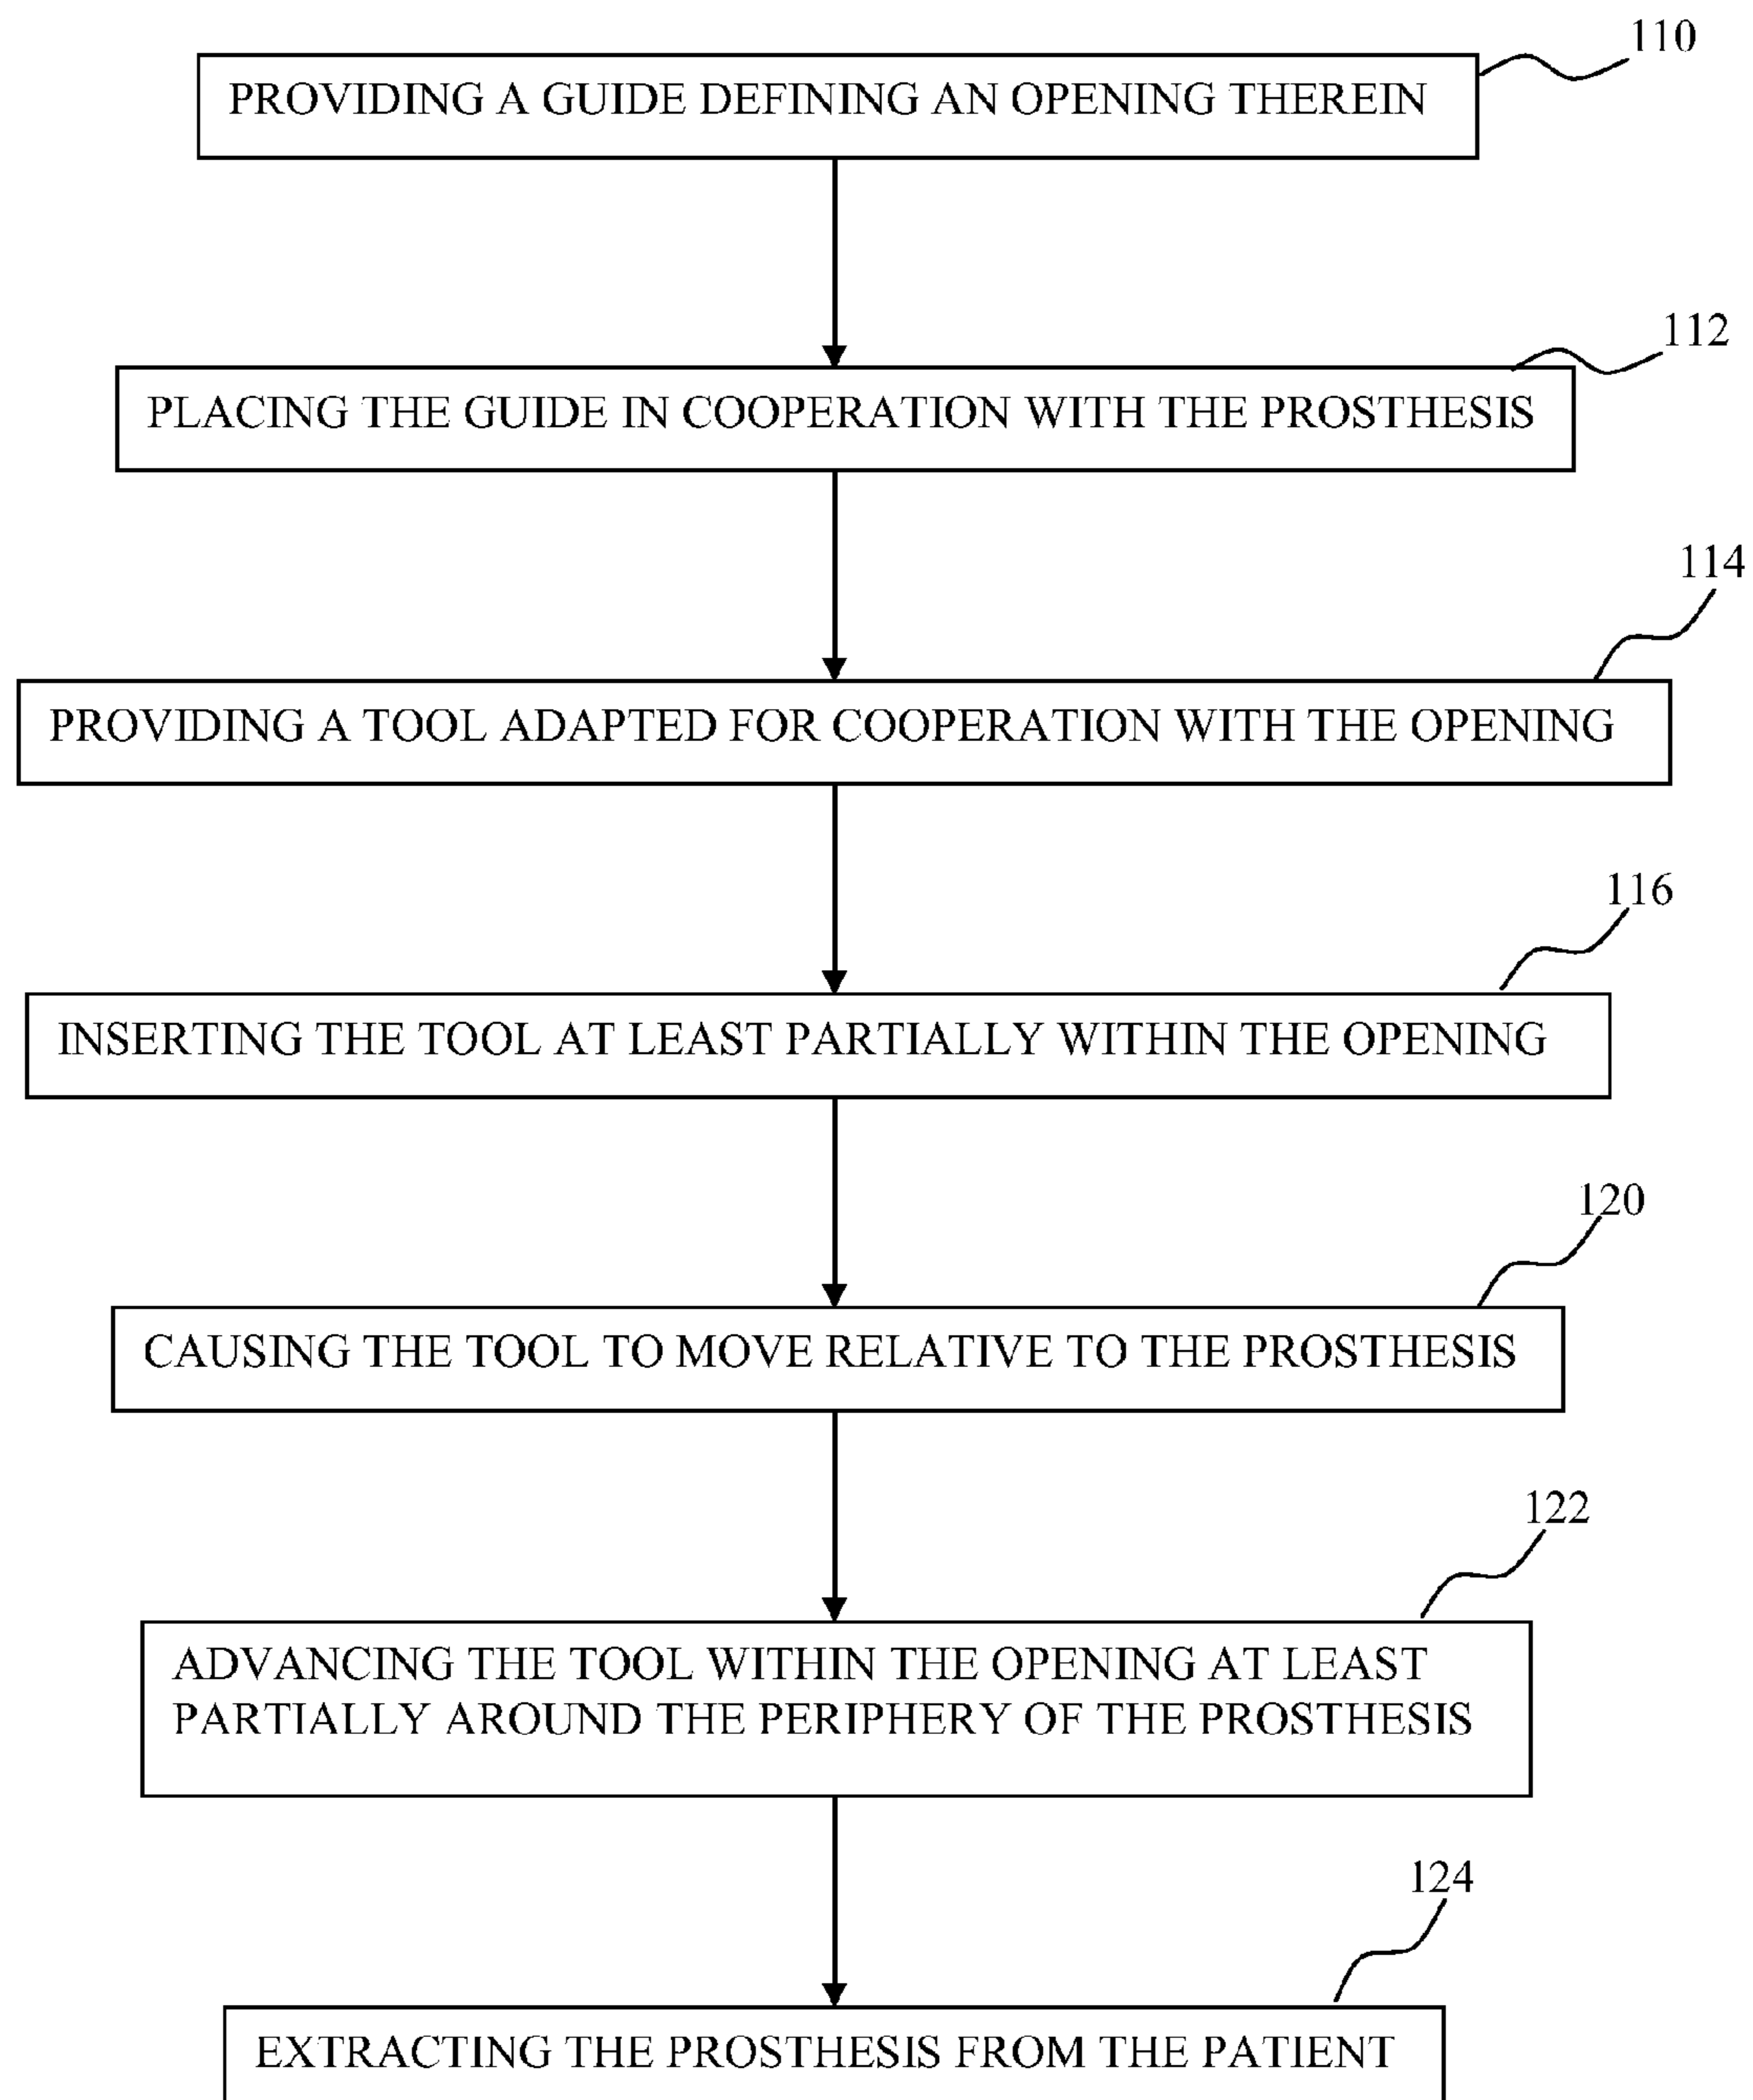 110
PROVIDING A GUIDE DEFINING AN OPENING THEREIN
112
PLACING THE GUIDE IN COOPERATION WITH THE PROSTHESIS
114
PROVIDING A TOOL ADAPTED FOR COOPERATION WITH THE OPENING
116
INSERTING THE TOOL AT LEAST PARTIALLY WITHIN THE OPENING
120
CAUSING THE TOOL TO MOVE RELATIVE TO THE PROSTHESIS
122
ADVANCING THE TOOL WITHIN THE OPENING AT LEAST
PARTIALLY AROUND THE PERIPHERY OF THE PROSTHESIS
124
EXTRACTING THE PROSTHESIS FROM THE PATIENT